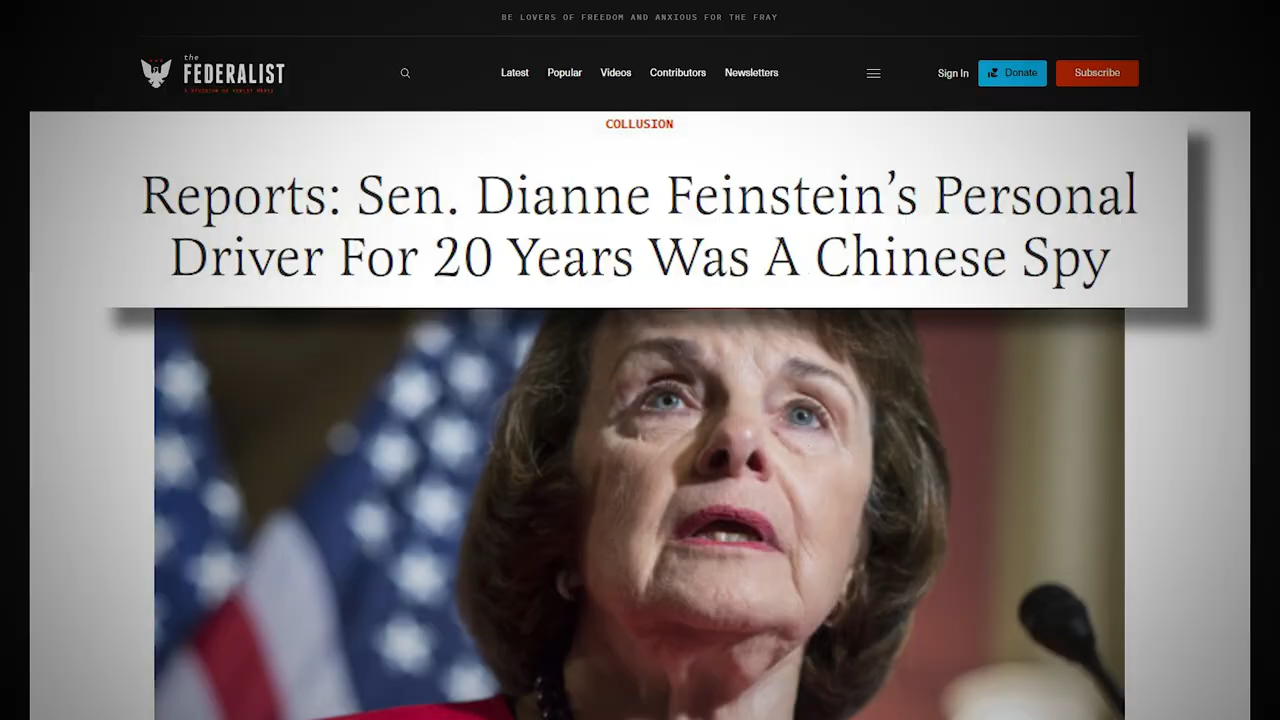 BE LOVERS OF FREEDOM AND ANXIOUS FOR THE FRAY
the
FEDERALIST
Latest Popular Videos Contributors Newsletters Sign In Donate Subscribe
COLLUSION
Reports: Sen. Dianne Feinstein’s Personal
Driver For 20 Years Was A Chinese Spy